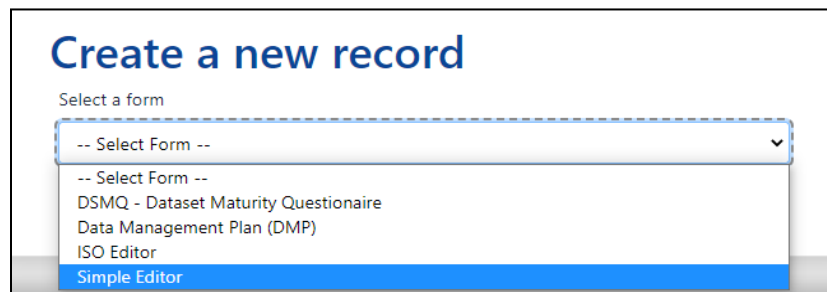 Create a new record
Select a form
-- Select Form --
-- Select Form --
DSMQ - Dataset Maturity Questionaire
Data Management Plan (DMP)
ISO Editor
Simple Editor